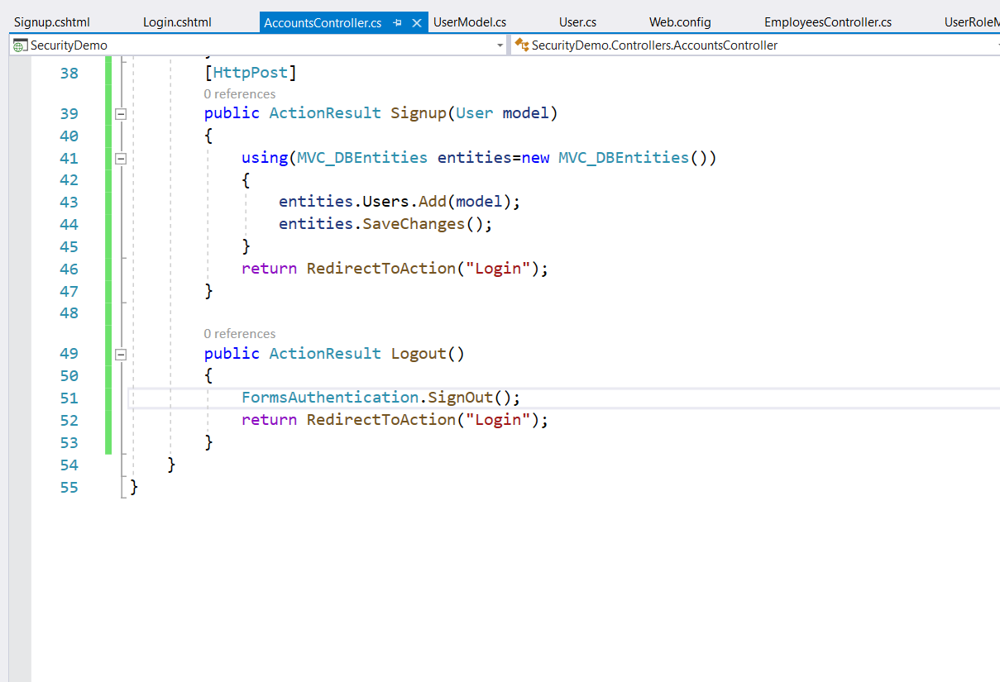 Signup.cshtml Login.cshtml AccountsController.cs UserModel.cs User.cs Web.config EmployeesController.cs UserRoleM
SecurityDemo SecurityDemo.Controllers.AccountsController
38 [HttpPost]
0 references
39 public ActionResult Signup(User model)
40 {
41 using(MVC_DBEntities entities=new MVC_DBEntities())
42 {
43 entities.Users.Add(model);
44 entities.SaveChanges();
45 }
46 return RedirectToAction("Login");
47 }
48
0 references
49 public ActionResult Logout()
50 {
51 FormsAuthentication.SignOut();
52 return RedirectToAction("Login");
53 }
54 }
55 }